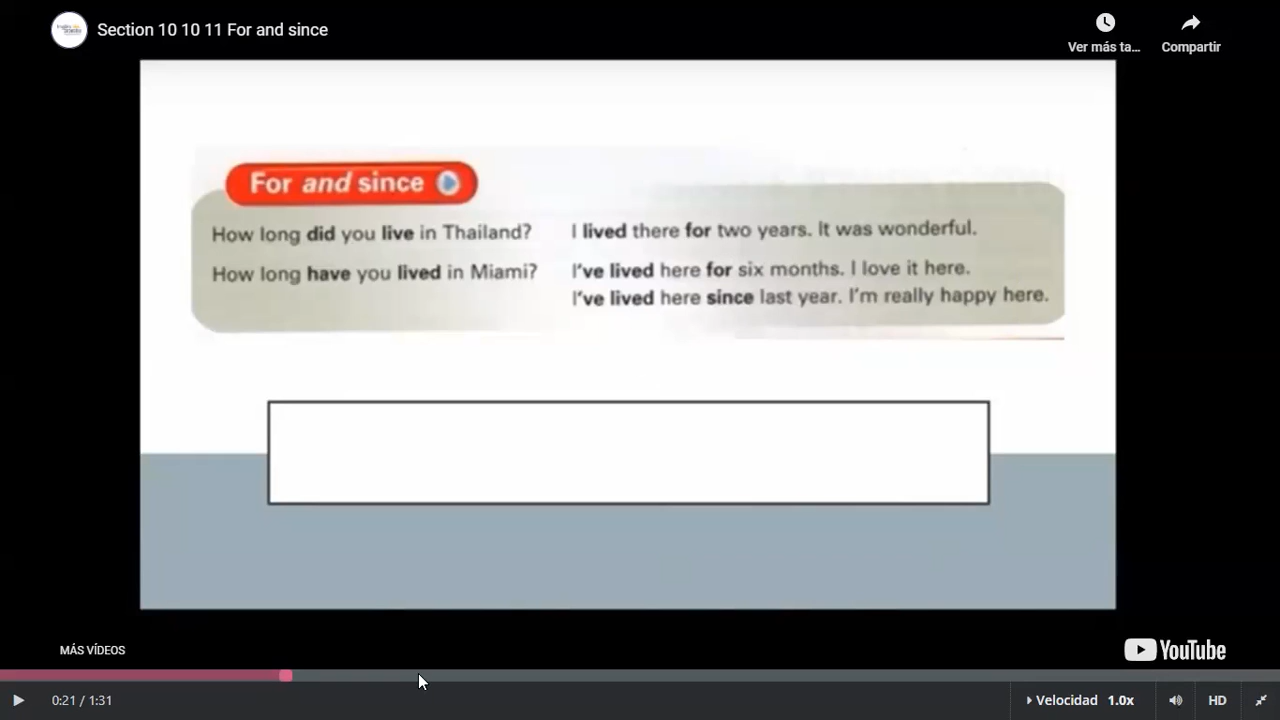 Section 10 10 11 For and since
Ver más ta...
Compartir
For and since
How long did you live in Thailand?
I lived there for two years. It was wonderful.
How long have you lived in Miami?
I've lived here for six months. I love it here.
I've lived here since last year. I'm really happy here.
MÁS VÍDEOS
YouTube
0:21 / 1:31
Velocidad 1.0x
HD